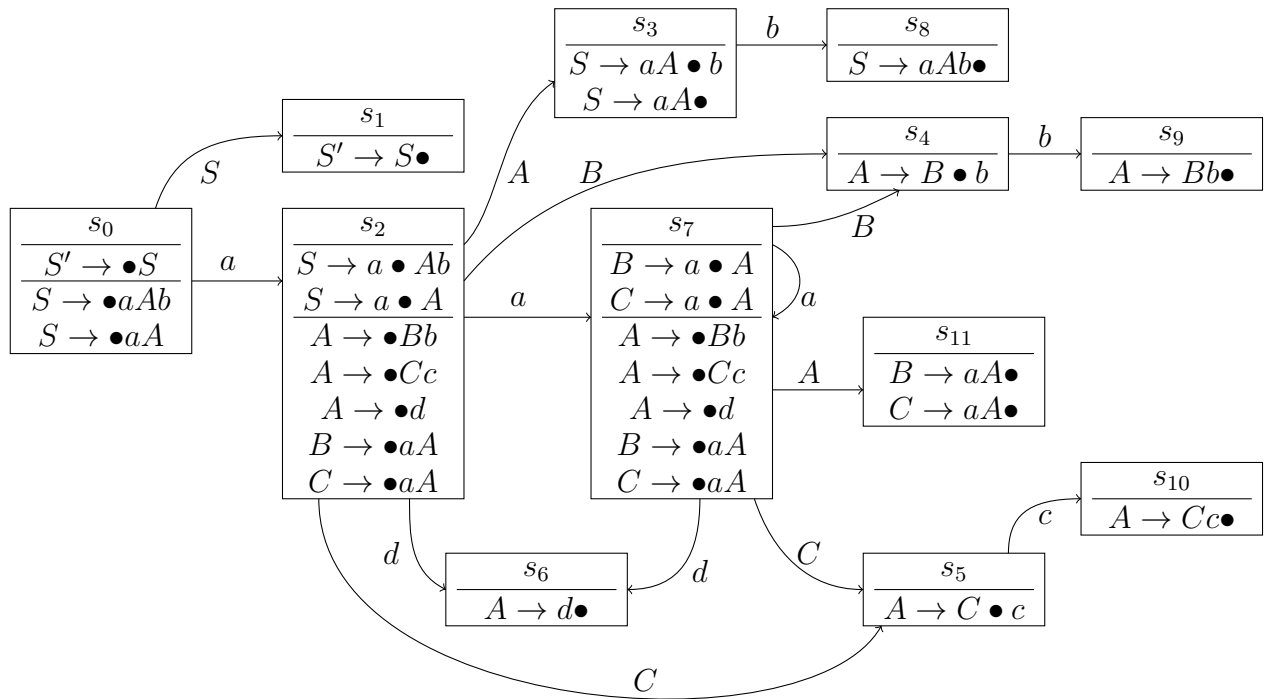 s₃
S → aA • b
S → aA•
b
s₈
S → aAb•
s₁
S′ → S•
S
A
B
s₄
A → B • b
b
s₉
A → Bb•
B
s₀
S′ → •S
S → •aAb
S → •aA
a
s₂
S → a • Ab
S → a • A
A → •Bb
A → •Cc
A → •d
B → •aA
C → •aA
a
s₇
B → a • A
C → a • A
A → •Bb
A → •Cc
A → •d
B → •aA
C → •aA
a
A
s₁₁
B → aA•
C → aA•
d
s₆
A → d•
d
C
s₅
A → C • c
c
s₁₀
A → Cc•
C